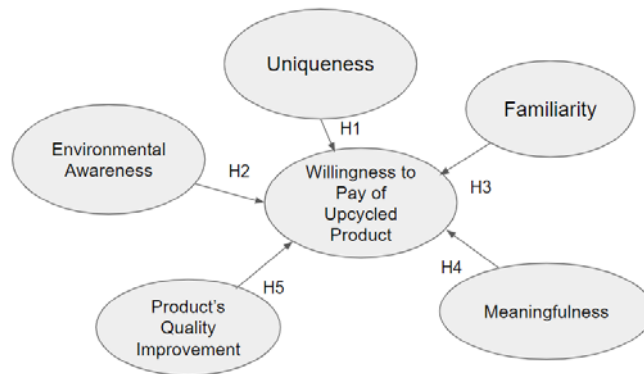 Uniqueness
H1
Familiarity
Environmental
Awareness
H2
Willingness to
Pay of
Upcycled
Product
H3
H4
Meaningfulness
H5
Product's
Quality
Improvement